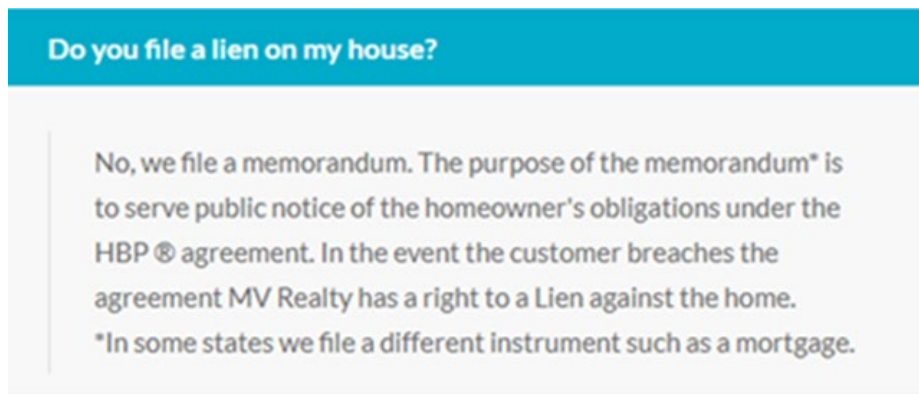 Do you file a lien on my house?
No, we file a memorandum. The purpose of the memorandum* is
to serve public notice of the homeowner's obligations under the
HBP ® agreement. In the event the customer breaches the
agreement MV Realty has a right to a Lien against the home.
*In some states we file a different instrument such as a mortgage.